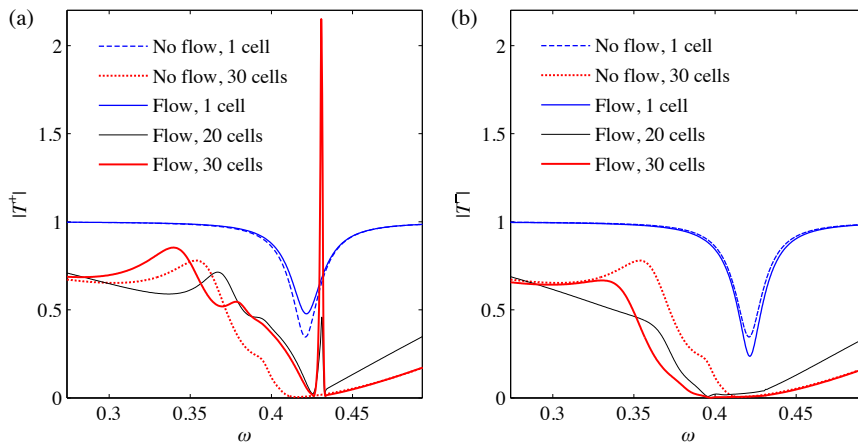 (a)
|T⁺|
2
1.5
1
0.5
0
No flow, 1 cell
No flow, 30 cells
Flow, 1 cell
Flow, 20 cells
Flow, 30 cells
0.3 0.35 0.4 0.45
ω
(b)
|T⁻|
2
1.5
1
0.5
0
No flow, 1 cell
No flow, 30 cells
Flow, 1 cell
Flow, 20 cells
Flow, 30 cells
0.3 0.35 0.4 0.45
ω